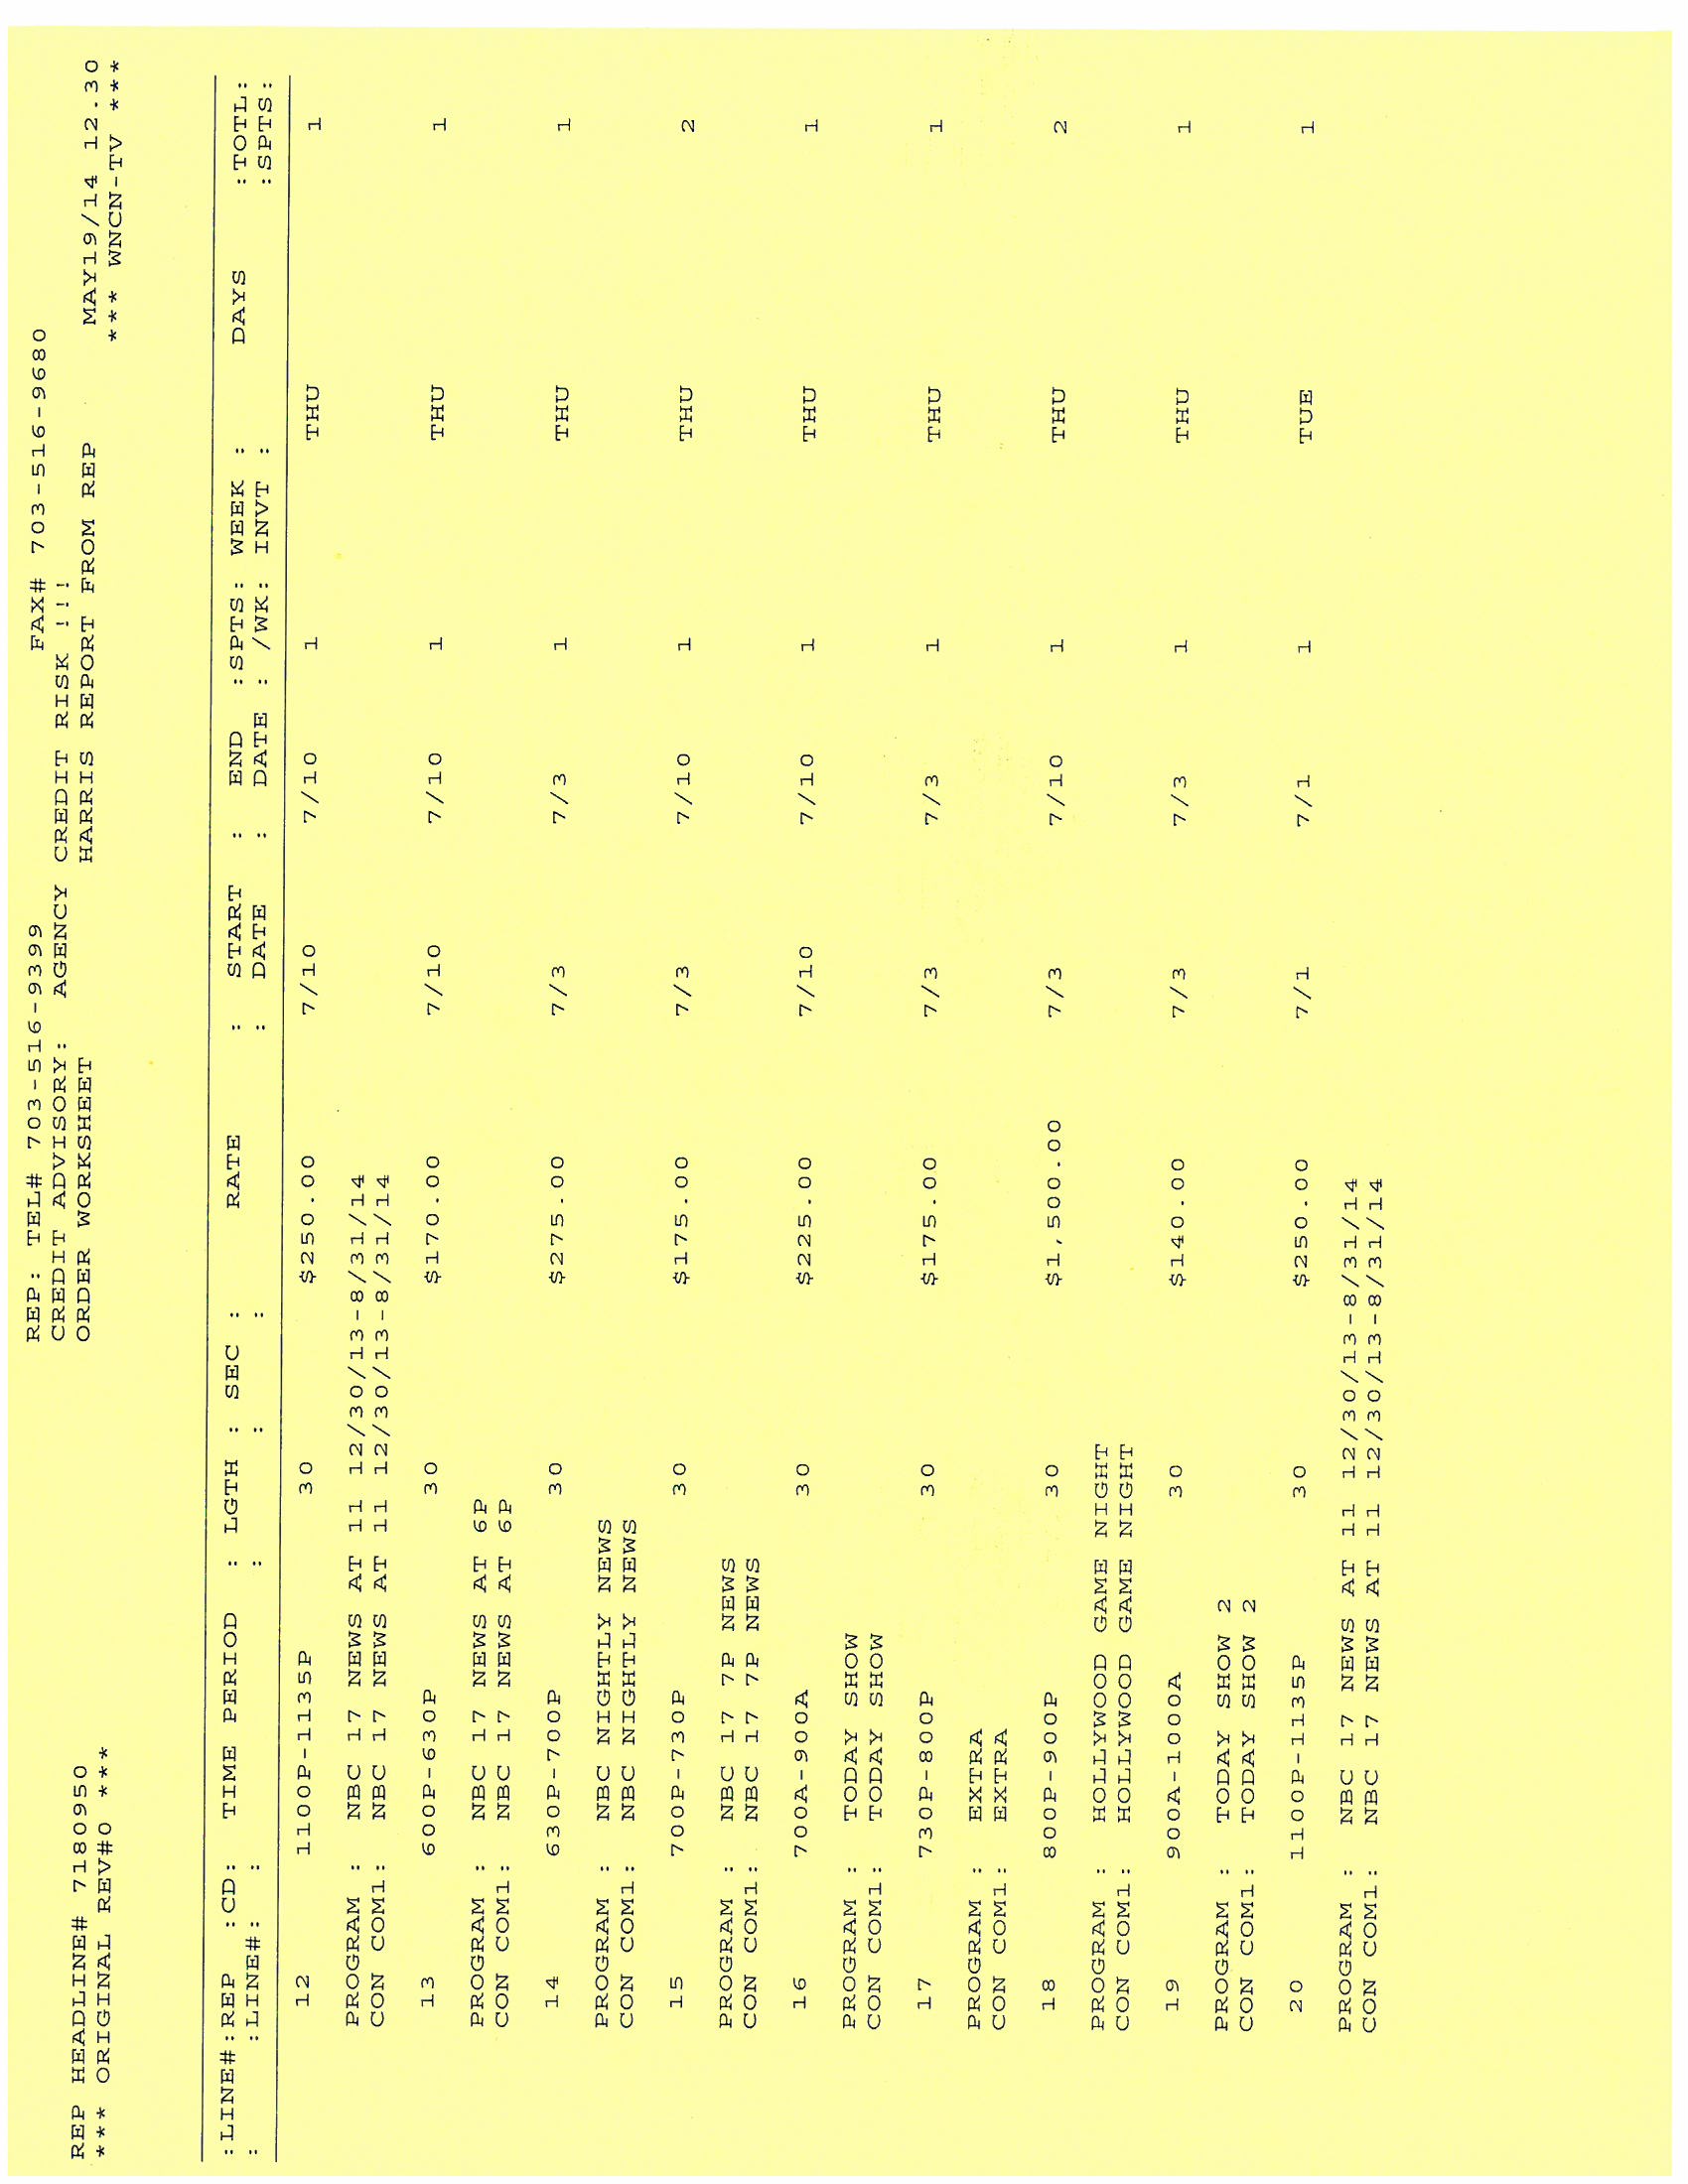 REP: TEL# 703-516-9399 FAX# 703-516-9680
CREDIT ADVISORY: AGENCY CREDIT RISK !!!
REP HEADLINE# 7180950 ORDER WORKSHEET HARRIS REPORT FROM REP MAY19/14 12.30
*** ORIGINAL REV#0 *** *** WNCN-TV ***
:LINE#:REP :CD: TIME PERIOD : LGTH : SEC : RATE : START : END :SPTS: WEEK : DAYS :TOTL:
: :LINE#: : : : : DATE : DATE : /WK: INVT : :SPTS:
12 1100P-1135P 30 $250.00 7/10 7/10 1 THU 1
PROGRAM : NBC 17 NEWS AT 11 12/30/13-8/31/14
CON COM1: NBC 17 NEWS AT 11 12/30/13-8/31/14
13 600P-630P 30 $170.00 7/10 7/10 1 THU 1
PROGRAM : NBC 17 NEWS AT 6P
CON COM1: NBC 17 NEWS AT 6P
14 630P-700P 30 $275.00 7/3 7/3 1 THU 1
PROGRAM : NBC NIGHTLY NEWS
CON COM1: NBC NIGHTLY NEWS
15 700P-730P 30 $175.00 7/3 7/10 1 THU 2
PROGRAM : NBC 17 7P NEWS
CON COM1: NBC 17 7P NEWS
16 700A-900A 30 $225.00 7/10 7/10 1 THU 1
PROGRAM : TODAY SHOW
CON COM1: TODAY SHOW
17 730P-800P 30 $175.00 7/3 7/3 1 THU 1
PROGRAM : EXTRA
CON COM1: EXTRA
18 800P-900P 30 $1,500.00 7/3 7/10 1 THU 2
PROGRAM : HOLLYWOOD GAME NIGHT
CON COM1: HOLLYWOOD GAME NIGHT
19 900A-1000A 30 $140.00 7/3 7/3 1 THU 1
PROGRAM : TODAY SHOW 2
CON COM1: TODAY SHOW 2
20 1100P-1135P 30 $250.00 7/1 7/1 1 TUE 1
PROGRAM : NBC 17 NEWS AT 11 12/30/13-8/31/14
CON COM1: NBC 17 NEWS AT 11 12/30/13-8/31/14